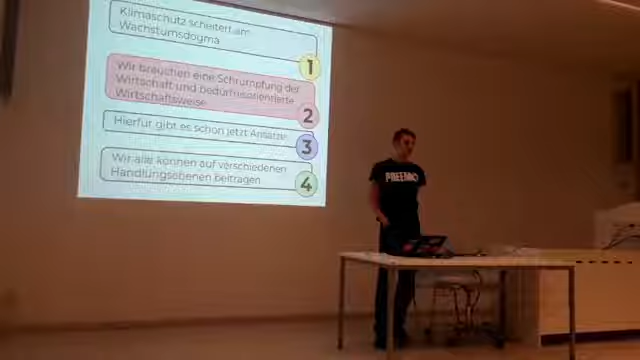 Klimaschutz scheitert am
Wachstumsdogma
1
Wir brauchen eine Schrumpfung der
Wirtschaft und bedürfnisorientierte
Wirtschaftsweise
2
Hierfür gibt es schon jetzt Ansätze
3
Wir alle können auf verschiedenen
Handlungsebenen beitragen
4